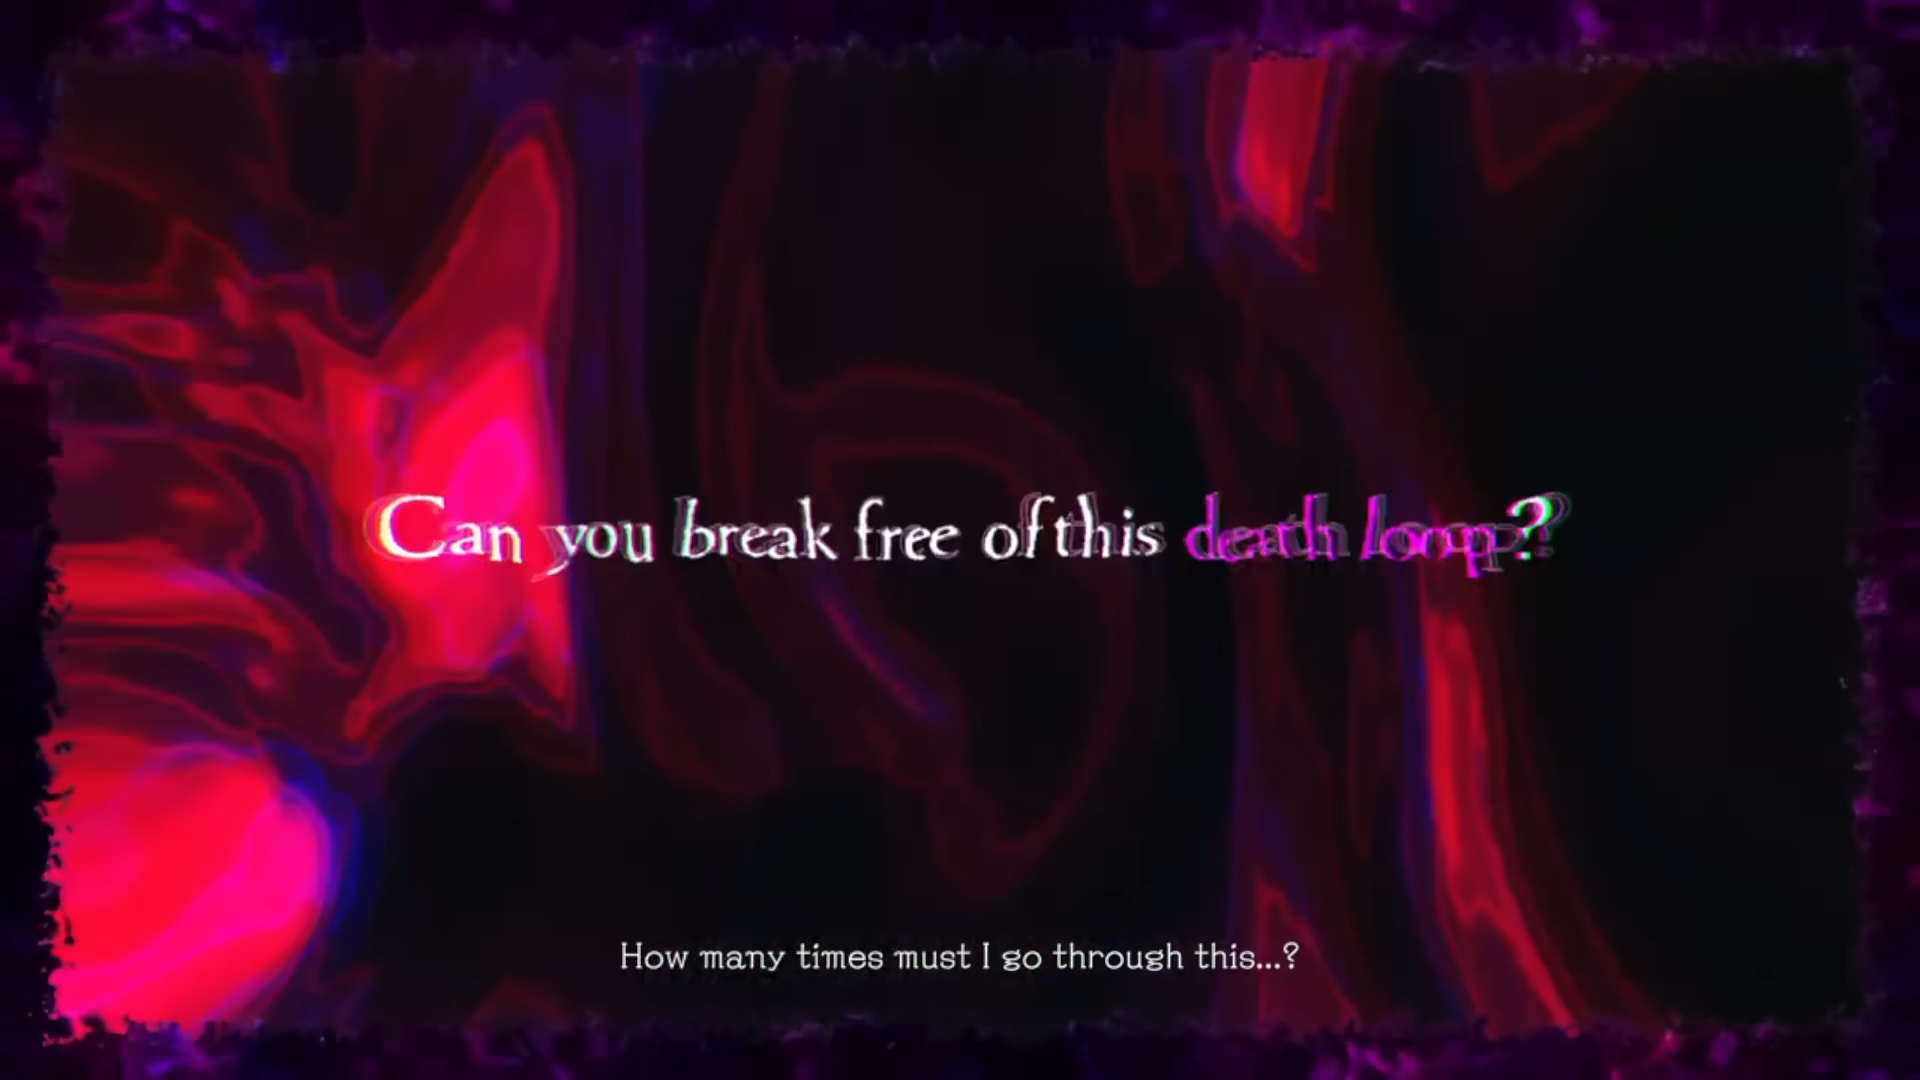 Can you break free of this death loop?
How many times must I go through this...?